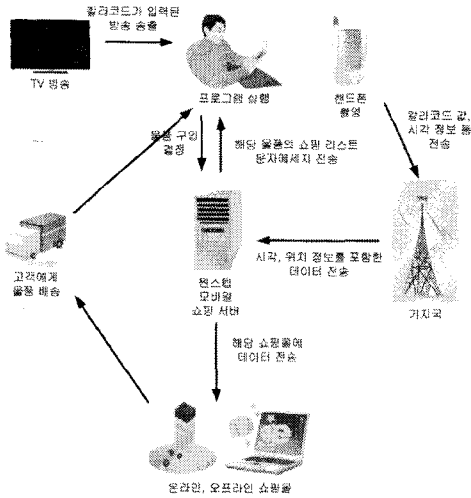 칼라코드가 입력된
방송 송출
TV 방송
프로그램 실행
핸드폰
촬영
칼라코드 값,
시각 정보 등
전송
물품 구입
결정
해당 물품의 쇼핑 리스트
문자메세지 전송
고객에게
물품 배송
원스텝
모바일
쇼핑 서버
시각, 위치 정보를 포함한
데이터 전송
기지국
해당 쇼핑몰에
데이터 전송
온라인, 오프라인 쇼핑몰